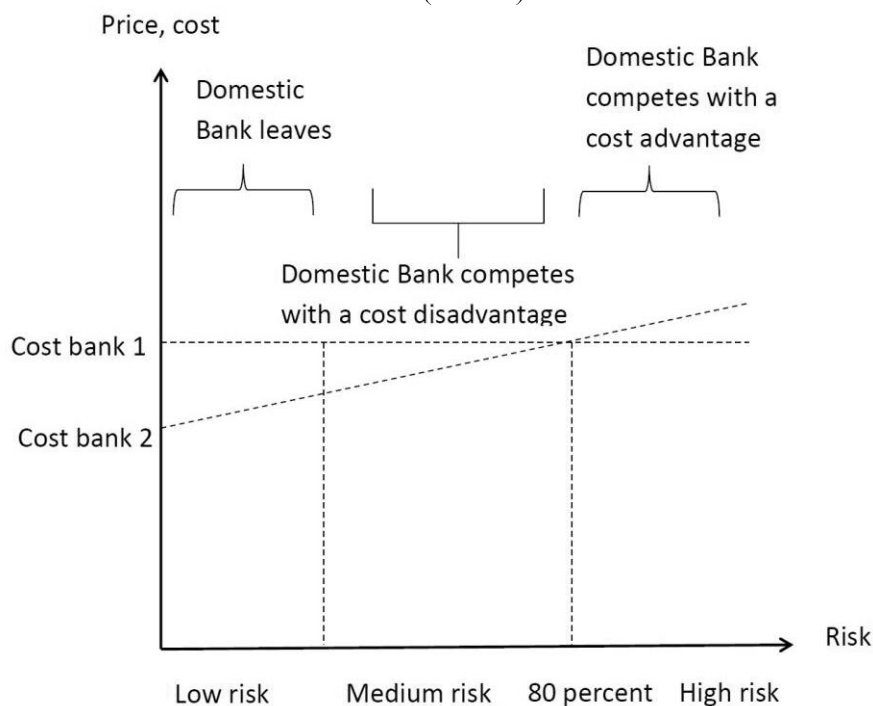 Price, cost
Domestic
Bank leaves
Domestic Bank
competes with a
cost advantage
Domestic Bank competes
with a cost disadvantage
Cost bank 1
Cost bank 2
Risk
Low risk
Medium risk
80 percent
High risk